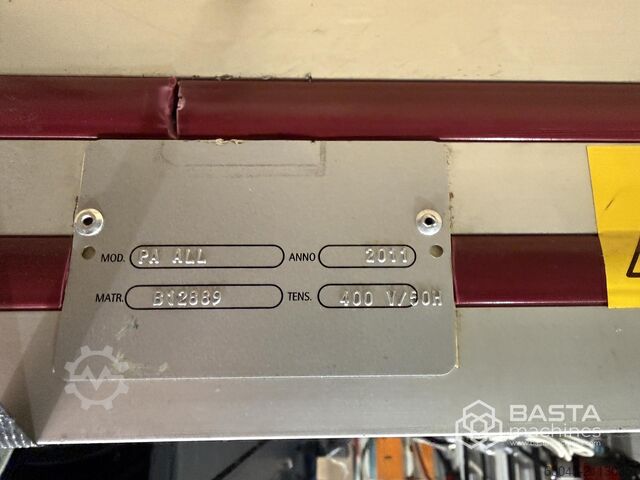 MOD. PA ALL ANNO 2011
MATR. B12889 TENS. 400 V/50H
BASTA
machines